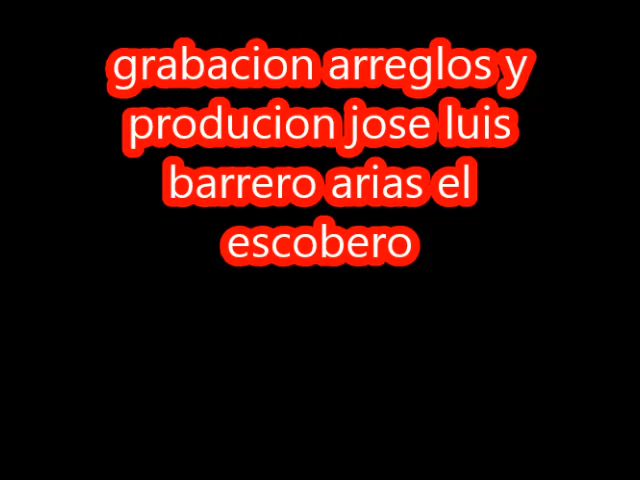 grabacion arreglos y
producion jose luis
barrero arias el
escobero